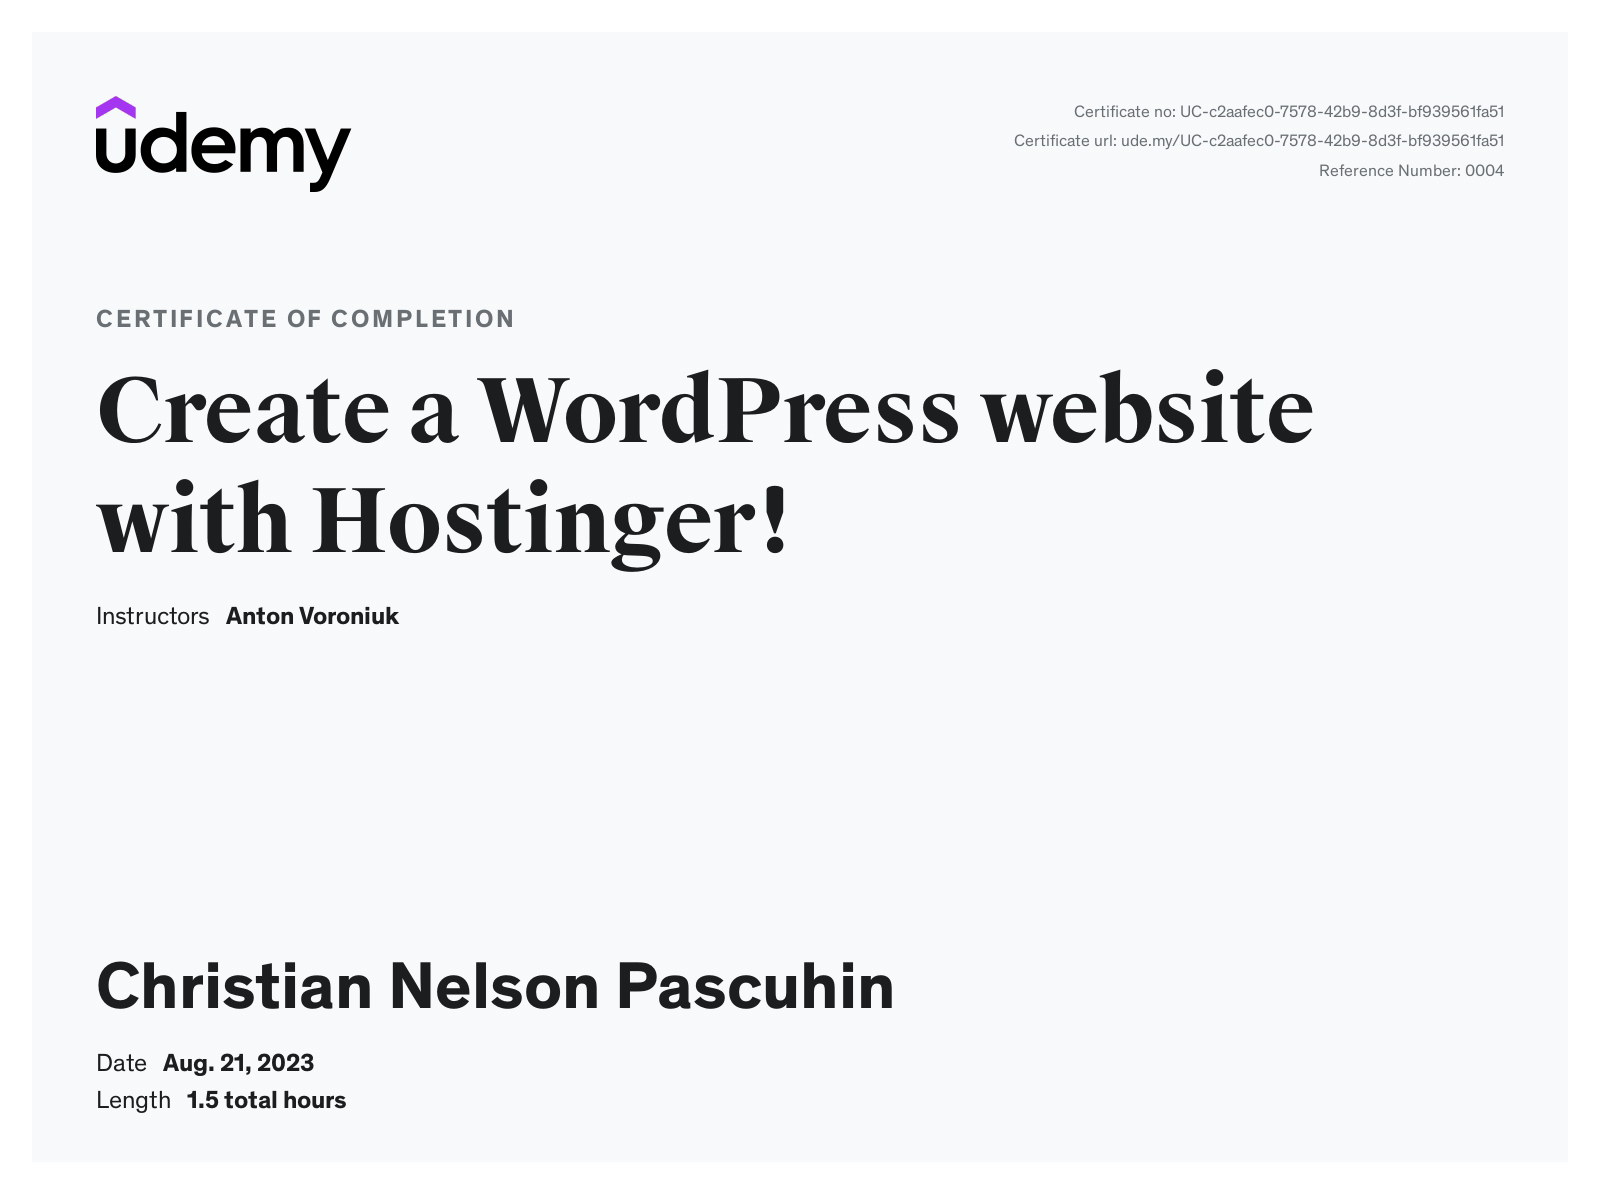 udemy
Certificate no: UC-c2aafec0-7578-42b9-8d3f-bf939561fa51
Certificate url: ude.my/UC-c2aafec0-7578-42b9-8d3f-bf939561fa51
Reference Number: 0004
CERTIFICATE OF COMPLETION
Create a WordPress website
with Hostinger!
Instructors Anton Voroniuk
Christian Nelson Pascuhin
Date Aug. 21, 2023
Length 1.5 total hours